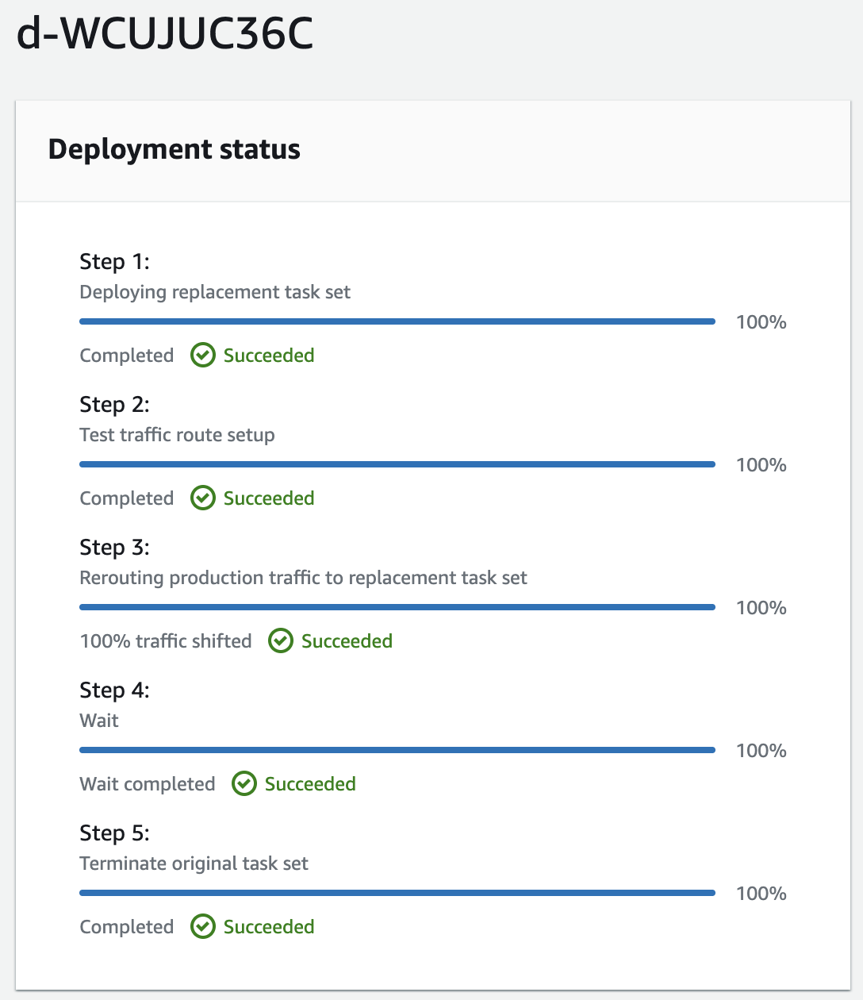 d-WCUJUC36C
Deployment status
Step 1:
Deploying replacement task set
100%
Completed Succeeded
Step 2:
Test traffic route setup
100%
Completed Succeeded
Step 3:
Rerouting production traffic to replacement task set
100%
100% traffic shifted Succeeded
Step 4:
Wait
100%
Wait completed Succeeded
Step 5:
Terminate original task set
100%
Completed Succeeded